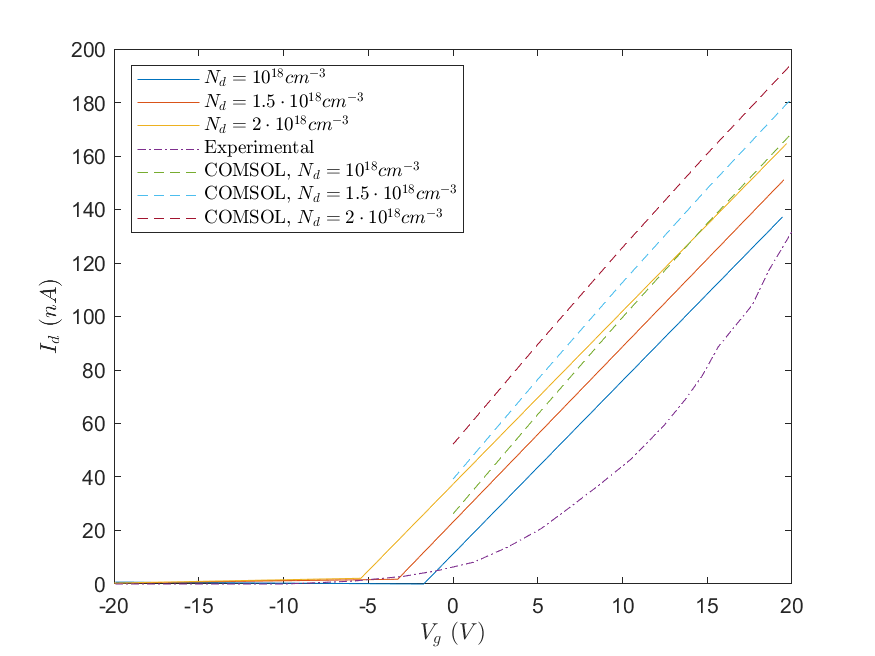 200
180
160
140
120
100
80
60
40
20
0
-20 -15 -10 -5 0 5 10 15 20
I_d (nA)
V_g (V)
N_d = 10^{18}cm^{-3}
N_d = 1.5 · 10^{18}cm^{-3}
N_d = 2 · 10^{18}cm^{-3}
Experimental
COMSOL, N_d = 10^{18}cm^{-3}
COMSOL, N_d = 1.5 · 10^{18}cm^{-3}
COMSOL, N_d = 2 · 10^{18}cm^{-3}